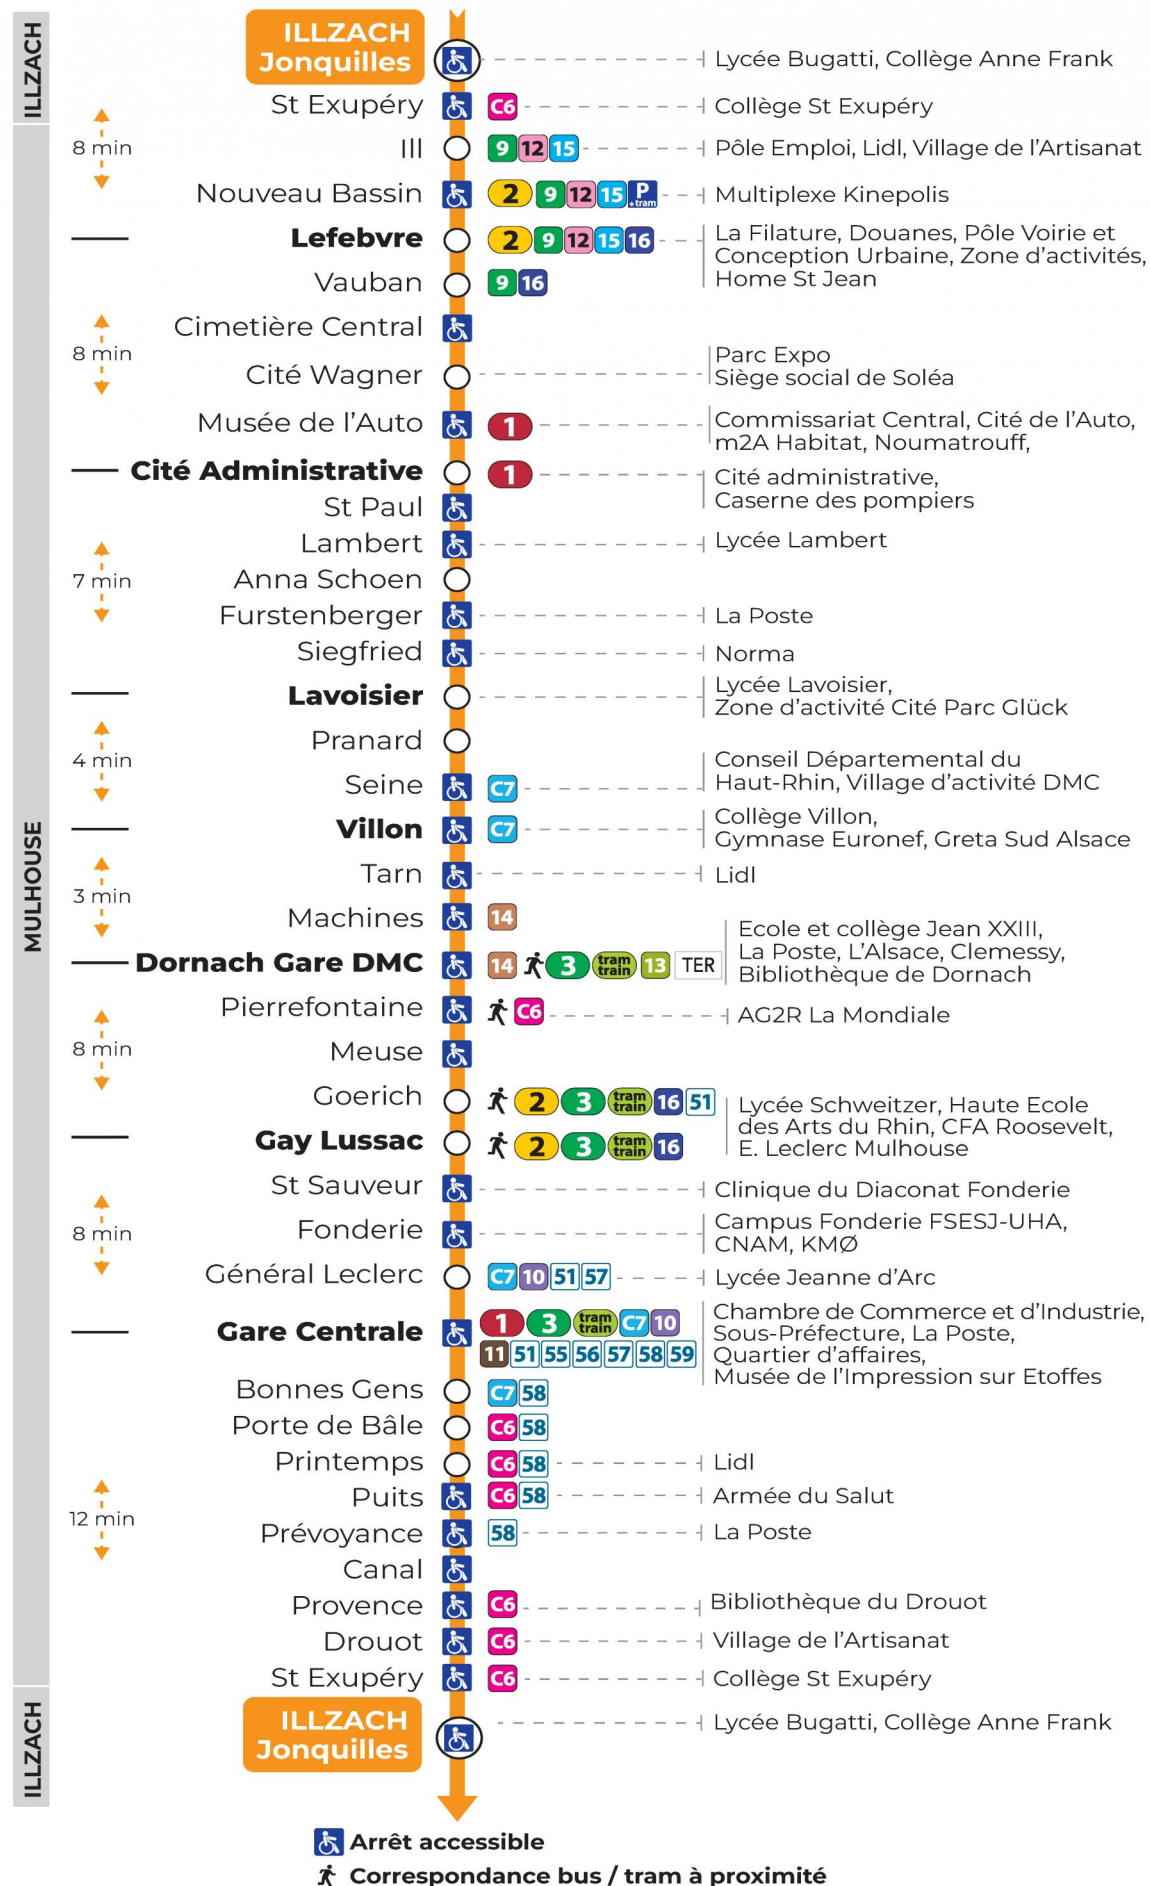 ILLZACH
ILLZACH
Jonquilles
Lycée Bugatti, Collège Anne Frank
St Exupéry C6 Collège St Exupéry
8 min
Ill 9 12 15 Pôle Emploi, Lidl, Village de l'Artisanat
Nouveau Bassin 2 9 12 15 P +tram Multiplexe Kinepolis
Lefebvre 2 9 12 15 16 La Filature, Douanes, Pôle Voirie et
Conception Urbaine, Zone d'activités,
Home St Jean
Vauban 9 16
Cimetière Central
8 min
Cité Wagner Parc Expo
Siège social de Soléa
Musée de l'Auto 1 Commissariat Central, Cité de l'Auto,
m2A Habitat, Noumatrouff,
Cité Administrative 1 Cité administrative,
Caserne des pompiers
St Paul
Lambert Lycée Lambert
7 min
Anna Schoen
Furstenberger La Poste
Siegfried Norma
Lavoisier Lycée Lavoisier,
Zone d'activité Cité Parc Glück
Pranard
4 min
Seine C7 Conseil Départemental du
Haut-Rhin, Village d'activité DMC
MULHOUSE
Villon C7 Collège Villon,
Gymnase Euronef, Greta Sud Alsace
Tarn Lidl
3 min
Machines 14
Dornach Gare DMC 14 3 tram train 13 TER Ecole et collège Jean XXIII,
La Poste, L'Alsace, Clemessy,
Bibliothèque de Dornach
Pierrefontaine C6 AG2R La Mondiale
8 min
Meuse
Goerich 2 3 tram train 16 51 Lycée Schweitzer, Haute Ecole
des Arts du Rhin, CFA Roosevelt,
E. Leclerc Mulhouse
Gay Lussac 2 3 tram train 16
St Sauveur Clinique du Diaconat Fonderie
8 min
Fonderie Campus Fonderie FSESJ-UHA,
CNAM, KMØ
Général Leclerc C7 10 51 57 Lycée Jeanne d'Arc
Gare Centrale 1 3 tram train C7 10
11 51 55 56 57 58 59
Chambre de Commerce et d'Industrie,
Sous-Préfecture, La Poste,
Quartier d'affaires,
Musée de l'Impression sur Etoffes
Bonnes Gens C7 58
Porte de Bâle C6 58
Printemps C6 58 Lidl
Puits C6 58 Armée du Salut
12 min
Prévoyance 58 La Poste
Canal
Provence C6 Bibliothèque du Drouot
Drouot C6 Village de l'Artisanat
St Exupéry C6 Collège St Exupéry
ILLZACH
ILLZACH
Jonquilles
Lycée Bugatti, Collège Anne Frank
Arrêt accessible
Correspondance bus / tram à proximité